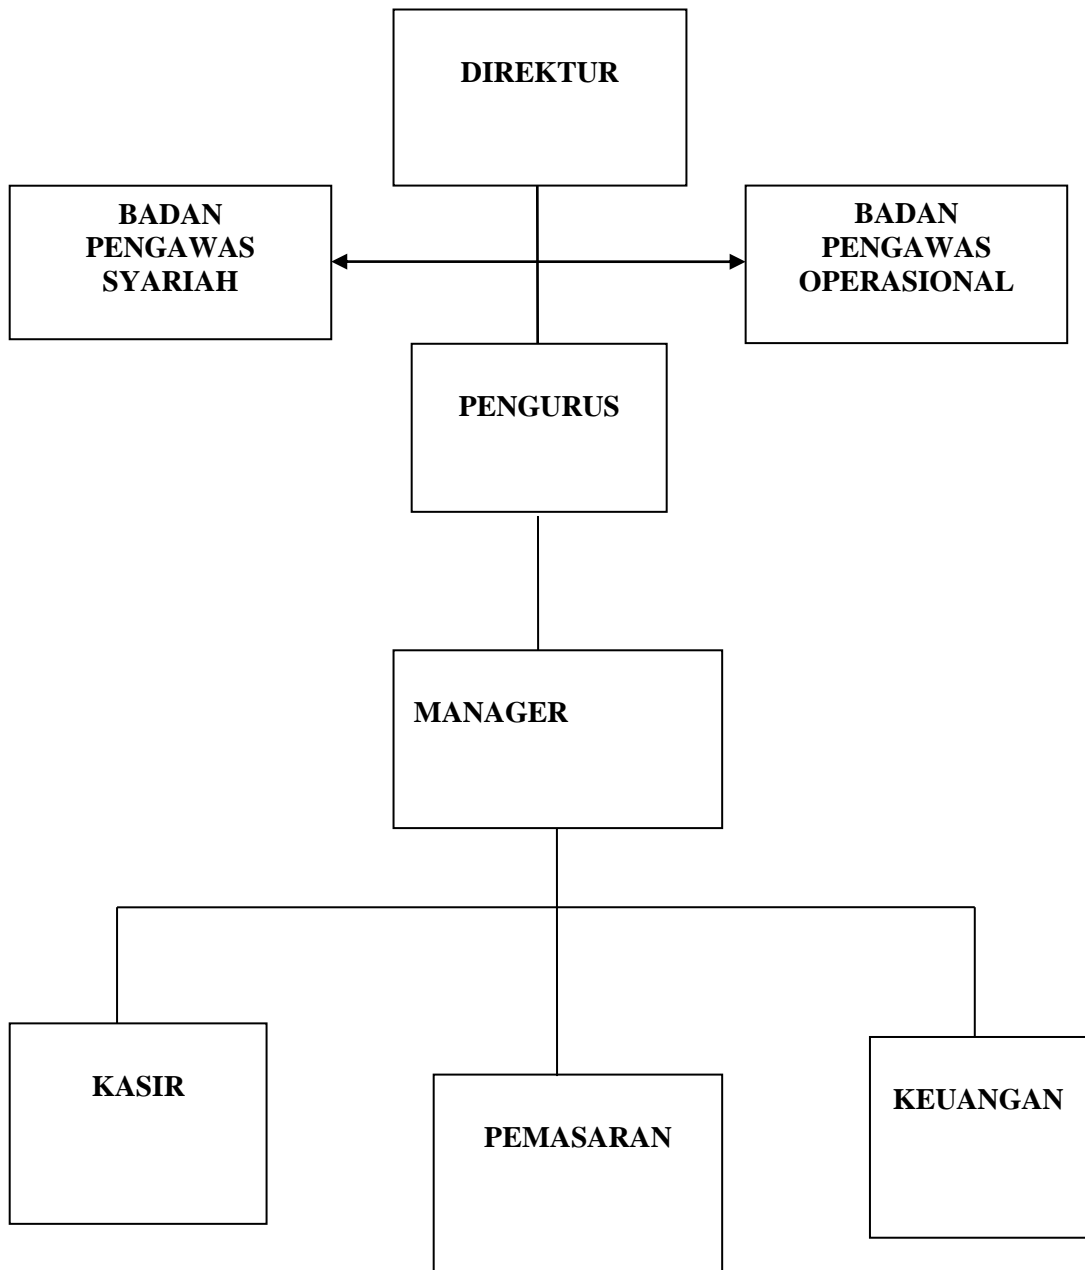 DIREKTUR
BADAN
PENGAWAS
SYARIAH
BADAN
PENGAWAS
OPERASIONAL
PENGURUS
MANAGER
KASIR
PEMASARAN
KEUANGAN